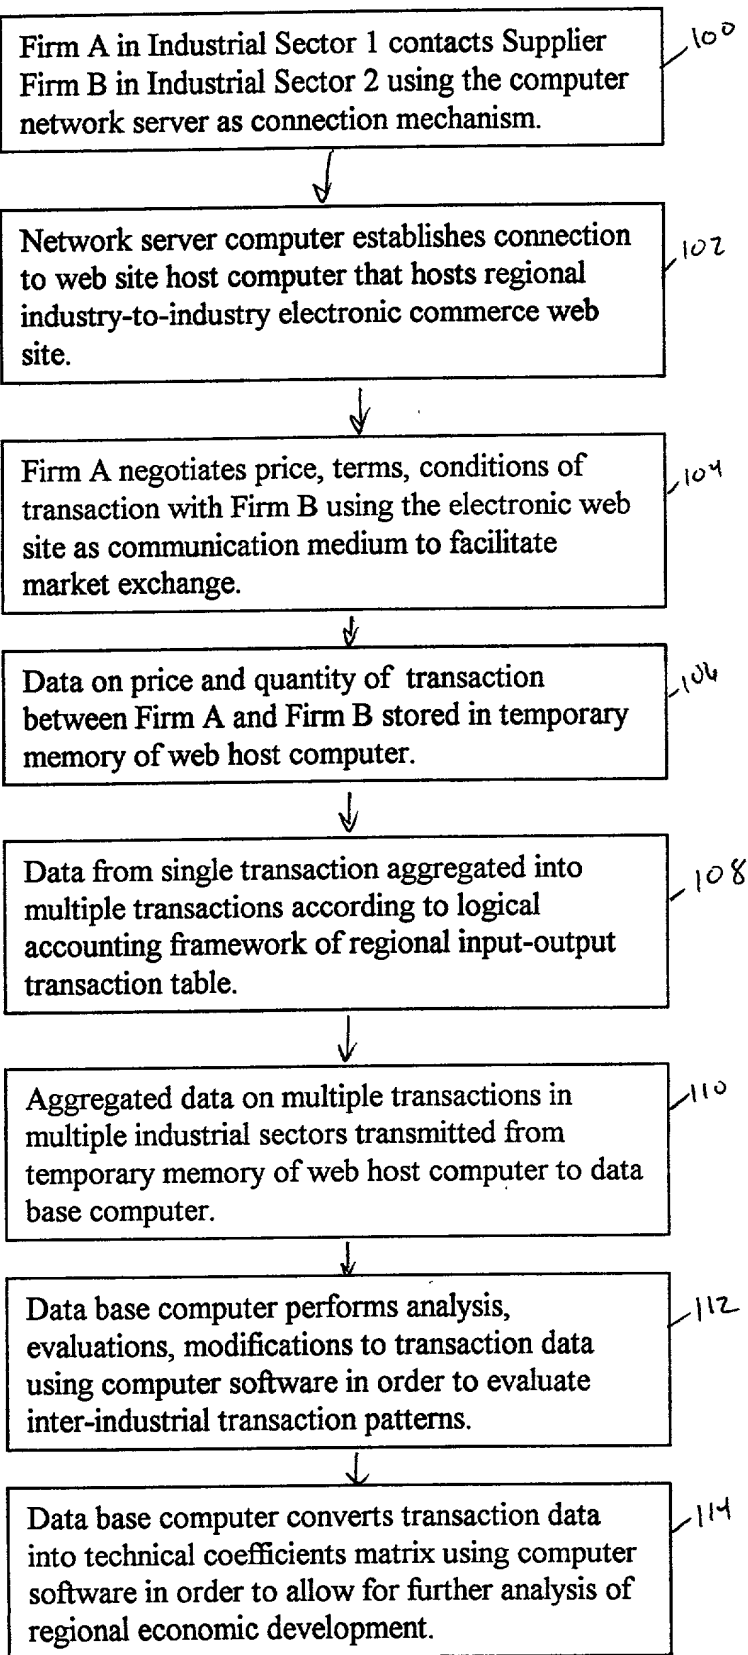 Firm A in Industrial Sector 1 contacts Supplier
Firm B in Industrial Sector 2 using the computer
network server as connection mechanism.
100
Network server computer establishes connection
to web site host computer that hosts regional
industry-to-industry electronic commerce web
site.
102
Firm A negotiates price, terms, conditions of
transaction with Firm B using the electronic web
site as communication medium to facilitate
market exchange.
104
Data on price and quantity of transaction
between Firm A and Firm B stored in temporary
memory of web host computer.
106
Data from single transaction aggregated into
multiple transactions according to logical
accounting framework of regional input-output
transaction table.
108
Aggregated data on multiple transactions in
multiple industrial sectors transmitted from
temporary memory of web host computer to data
base computer.
110
Data base computer performs analysis,
evaluations, modifications to transaction data
using computer software in order to evaluate
inter-industrial transaction patterns.
112
Data base computer converts transaction data
into technical coefficients matrix using computer
software in order to allow for further analysis of
regional economic development.
114